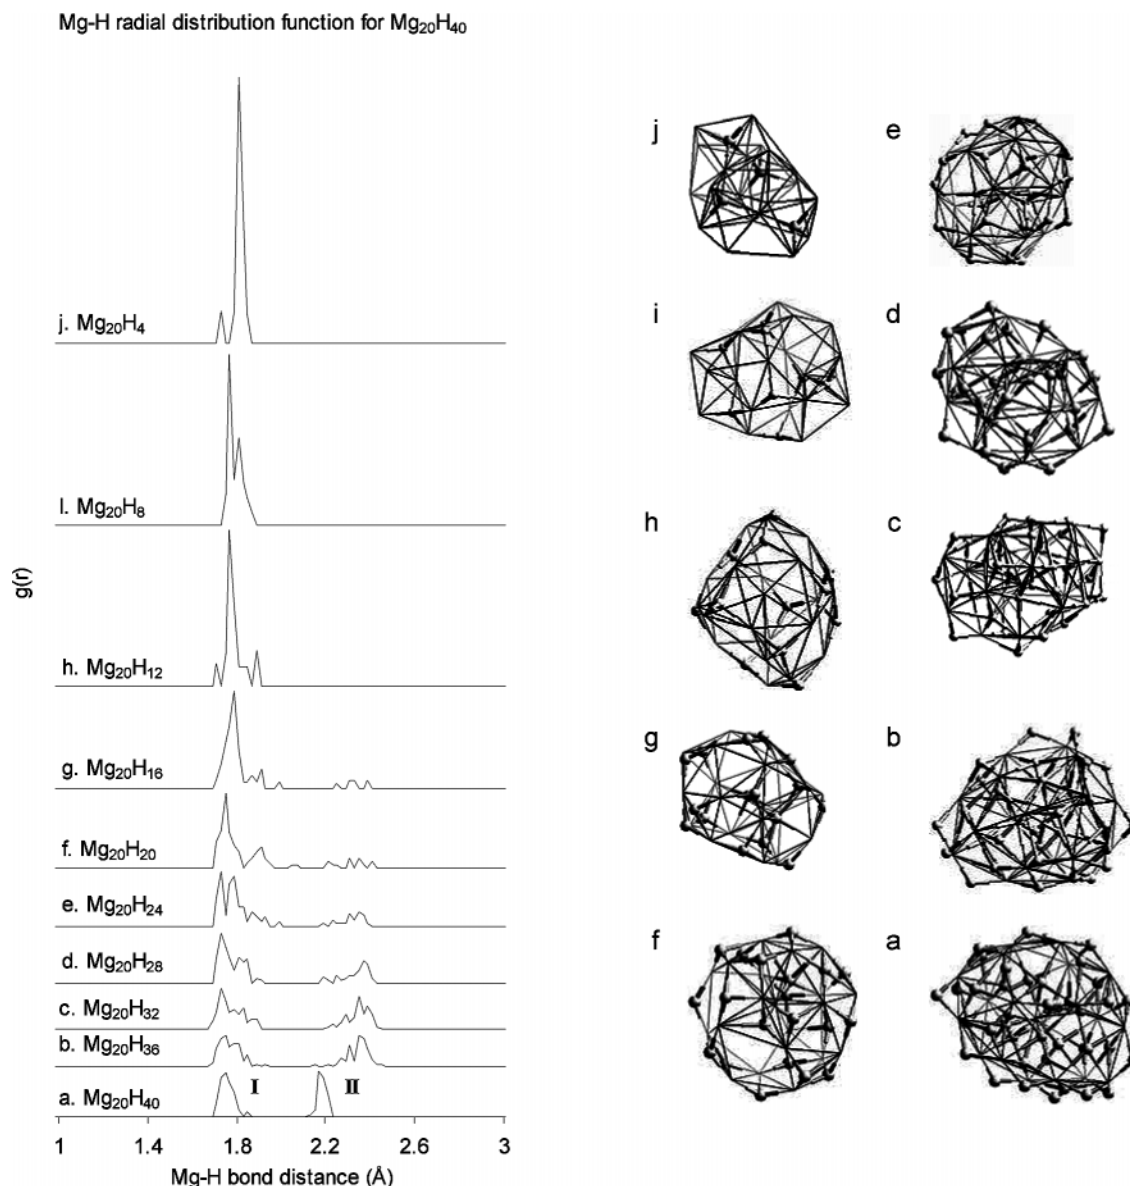 Mg-H radial distribution function for Mg₂₀H₄₀
j. Mg₂₀H₄
l. Mg₂₀H₈
h. Mg₂₀H₁₂
g. Mg₂₀H₁₆
f. Mg₂₀H₂₀
e. Mg₂₀H₂₄
d. Mg₂₀H₂₈
c. Mg₂₀H₃₂
b. Mg₂₀H₃₆
a. Mg₂₀H₄₀
I
II
g(r)
1 1.4 1.8 2.2 2.6 3
Mg-H bond distance (Å)
j e
i d
h c
g b
f a